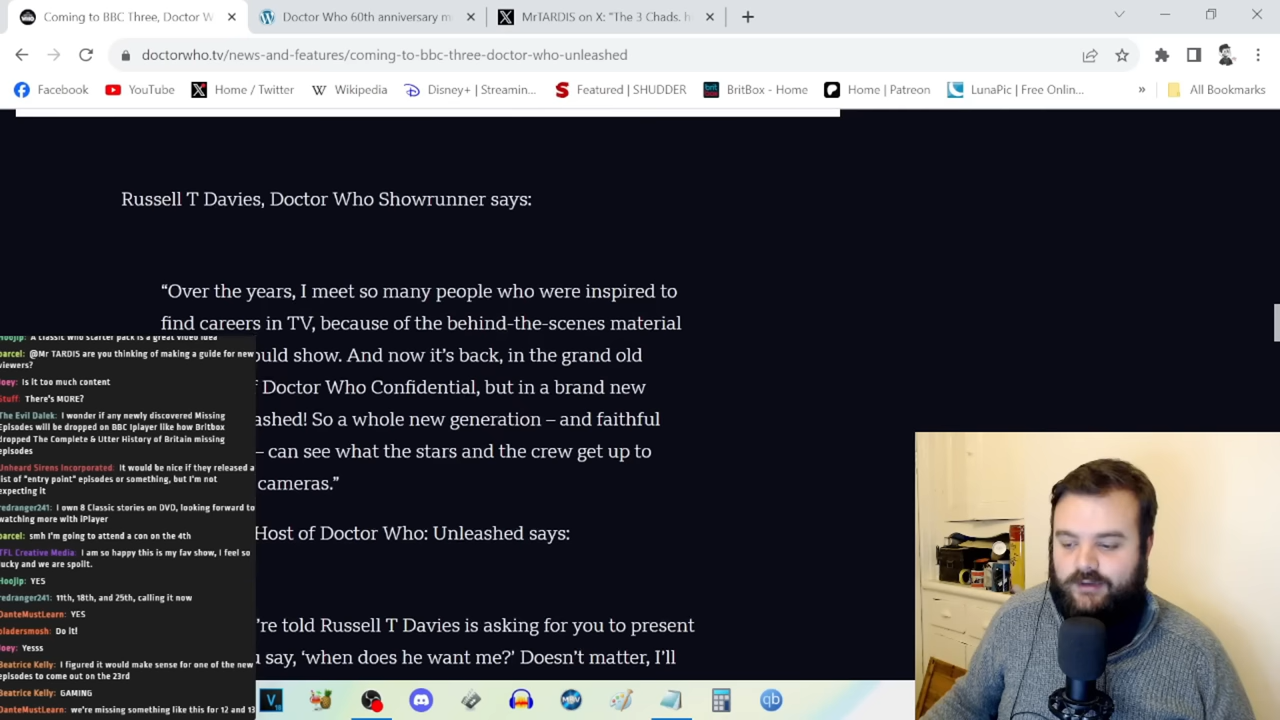 Coming to BBC Three, Doctor W
Doctor Who 60th anniversary m
MrTARDIS on X: "The 3 Chads. h
doctorwho.tv/news-and-features/coming-to-bbc-three-doctor-who-unleashed
Facebook
YouTube
Home / Twitter
Wikipedia
Disney+ | Streamin...
Featured | SHUDDER
BritBox - Home
Home | Patreon
LunaPic | Free Onlin...
»
All Bookmarks
Russell T Davies, Doctor Who Showrunner says:
“Over the years, I meet so many people who were inspired to
find careers in TV, because of the behind-the-scenes material
ould show. And now it’s back, in the grand old
f Doctor Who Confidential, but in a brand new
ashed! So a whole new generation – and faithful
– can see what the stars and the crew get up to
cameras.”
Host of Doctor Who: Unleashed says:
’re told Russell T Davies is asking for you to present
u say, ‘when does he want me?’ Doesn’t matter, I’ll
Hoojip: A classic who starter pack is a great video idea
parcel: @Mr TARDIS are you thinking of making a guide for new
viewers?
Joey: Is it too much content
Stuff: There's MORE?
The Evil Dalek: I wonder if any newly discovered Missing
Episodes will be dropped on BBC Iplayer like how Britbox
dropped The Complete & Utter History of Britain missing
episodes
Unheard Sirens Incorporated: It would be nice if they released a
list of "entry point" episodes or something, but I'm not
expecting it
redranger241: I own 8 Classic stories on DVD, looking forward to
watching more with iPlayer
parcel: smh I'm going to attend a con on the 4th
TFL Creative Media: I am so happy this is my fav show, I feel so
lucky and we are spoilt.
Hoojip: YES
redranger241: 11th, 18th, and 25th, calling it now
DanteMustLearn: YES
bladersmosh: Do it!
Joey: Yesss
Beatrice Kelly: I figured it would make sense for one of the new
episodes to come out on the 23rd
Beatrice Kelly: GAMING
DanteMustLearn: we're missing something like this for 12 and 13